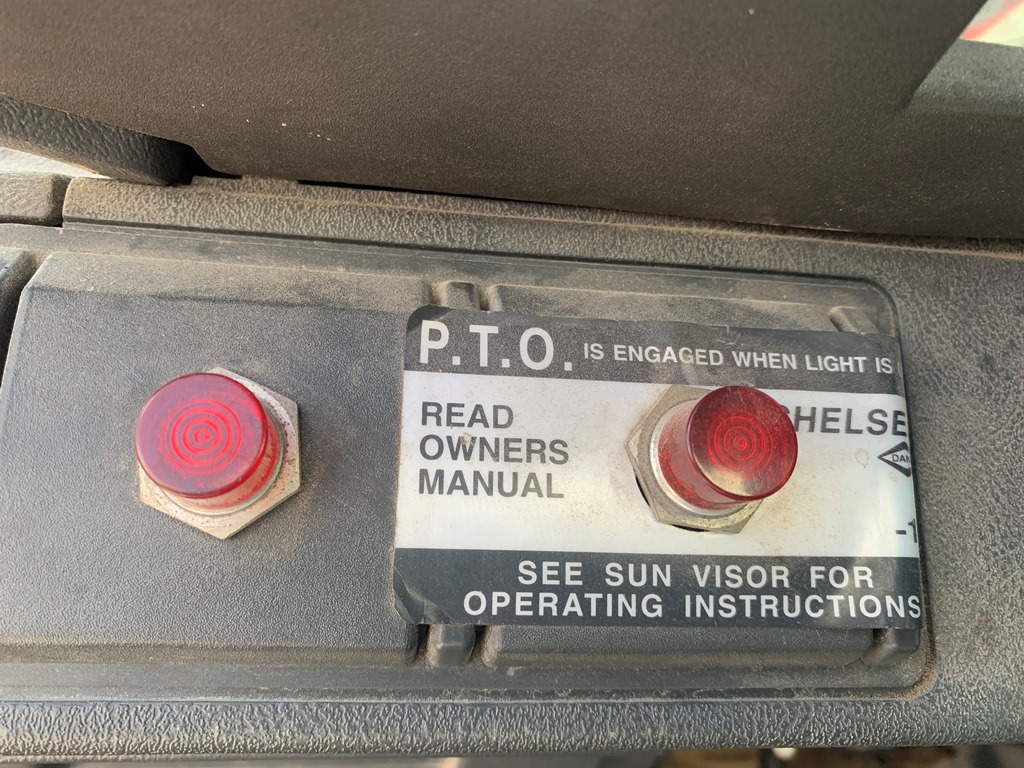 P.T.O. IS ENGAGED WHEN LIGHT IS
READ
OWNERS
MANUAL
SEE SUN VISOR FOR
OPERATING INSTRUCTIONS